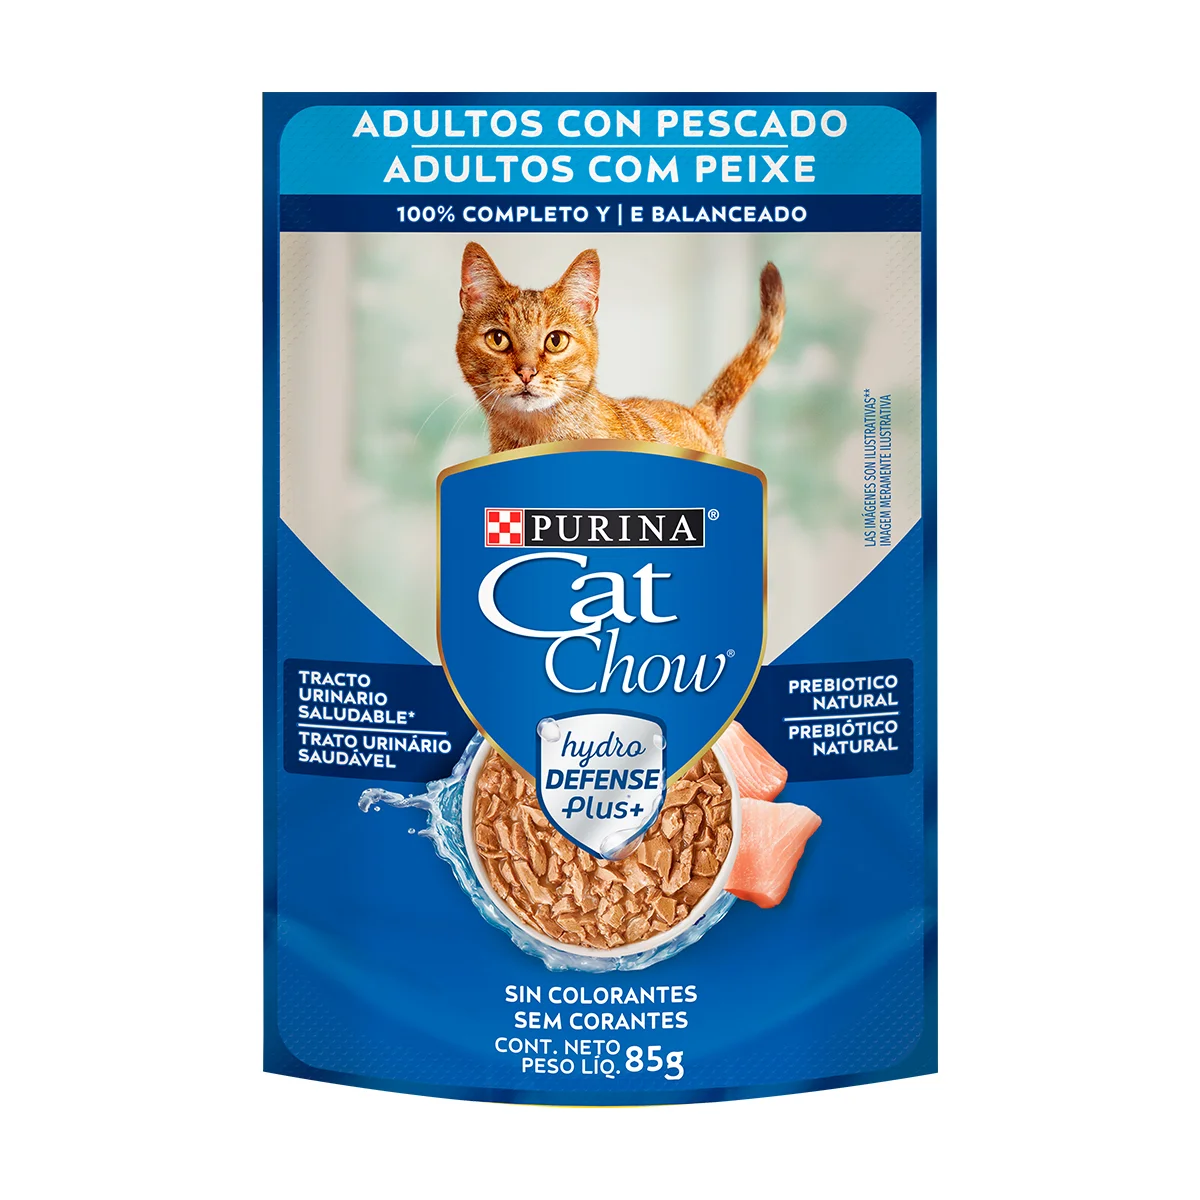 ADULTOS CON PESCADO
ADULTOS COM PEIXE
100% COMPLETO Y | E BALANCEADO
LAS IMÁGENES SON ILUSTRATIVAS**
IMAGEM MERAMENTE ILUSTRATIVA
PURINA®
Cat
Chow®
TRACTO
URINARIO
SALUDABLE*
TRATO URINÁRIO
SAUDÁVEL
PREBIOTICO
NATURAL
PREBIÓTICO
NATURAL
hydro
DEFENSE
Plus+
SIN COLORANTES
SEM CORANTES
CONT. NETO
PESO LÍQ. 85g